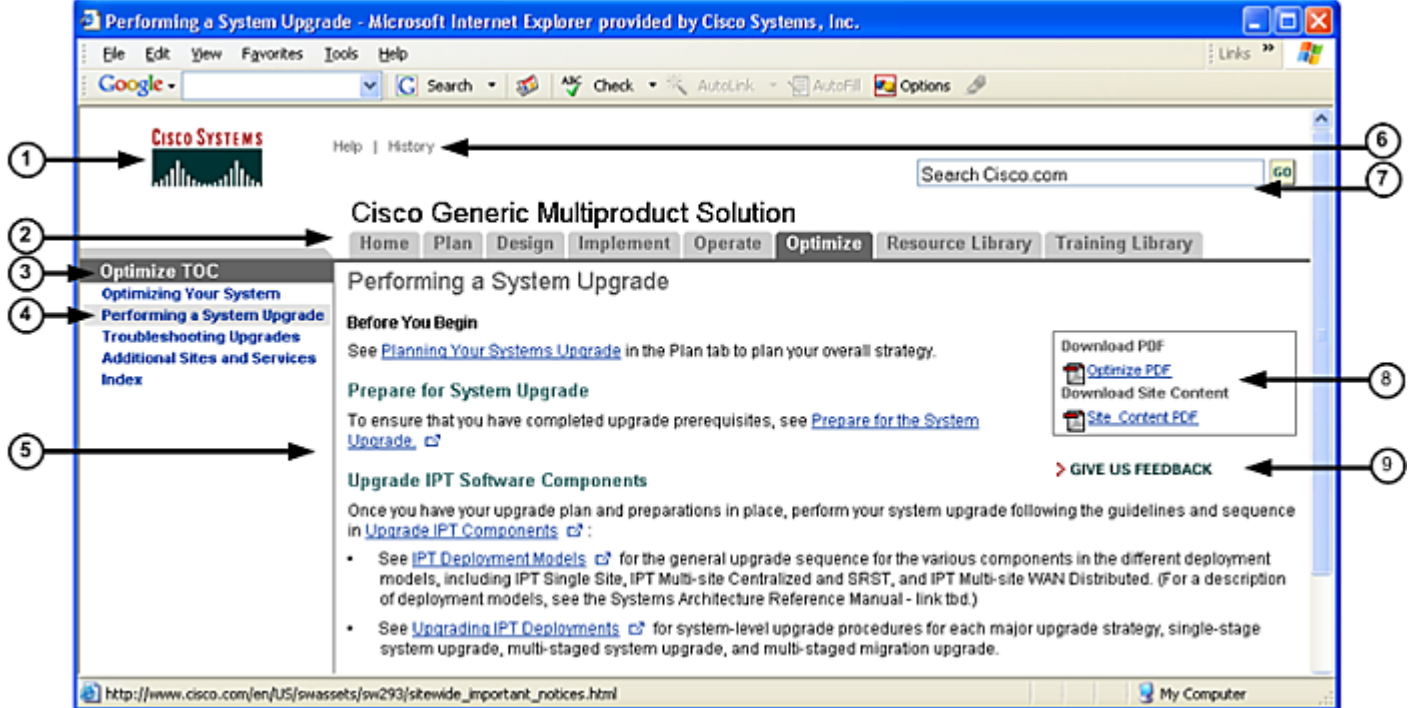 Performing a System Upgrade - Microsoft Internet Explorer provided by Cisco Systems, Inc.
File Edit View Favorites Tools Help
Links »
Google
G Search ABC Check AutoLink AutoFill Options
CISCO SYSTEMS
1
Help | History
6
Search Cisco.com
GO
7
Cisco Generic Multiproduct Solution
2
Home Plan Design Implement Operate Optimize Resource Library Training Library
3
Optimize TOC
Optimizing Your System
4
Performing a System Upgrade
Troubleshooting Upgrades
Additional Sites and Services
Index
5
Performing a System Upgrade
Before You Begin
See Planning Your Systems Upgrade in the Plan tab to plan your overall strategy.
Prepare for System Upgrade
To ensure that you have completed upgrade prerequisites, see Prepare for the System
Upgrade.
Download PDF
Optimize PDF
8
Download Site Content
Site_Content PDF
> GIVE US FEEDBACK
9
Upgrade IPT Software Components
Once you have your upgrade plan and preparations in place, perform your system upgrade following the guidelines and sequence
in Upgrade IPT Components :
• See IPT Deployment Models for the general upgrade sequence for the various components in the different deployment
models, including IPT Single Site, IPT Multi-site Centralized and SRST, and IPT Multi-site WAN Distributed. (For a description
of deployment models, see the Systems Architecture Reference Manual - link tbd.)
• See Upgrading IPT Deployments for system-level upgrade procedures for each major upgrade strategy, single-stage
system upgrade, multi-staged system upgrade, and multi-staged migration upgrade.
http://www.cisco.com/en/US/swassets/sw293/sitewide_important_notices.html
My Computer